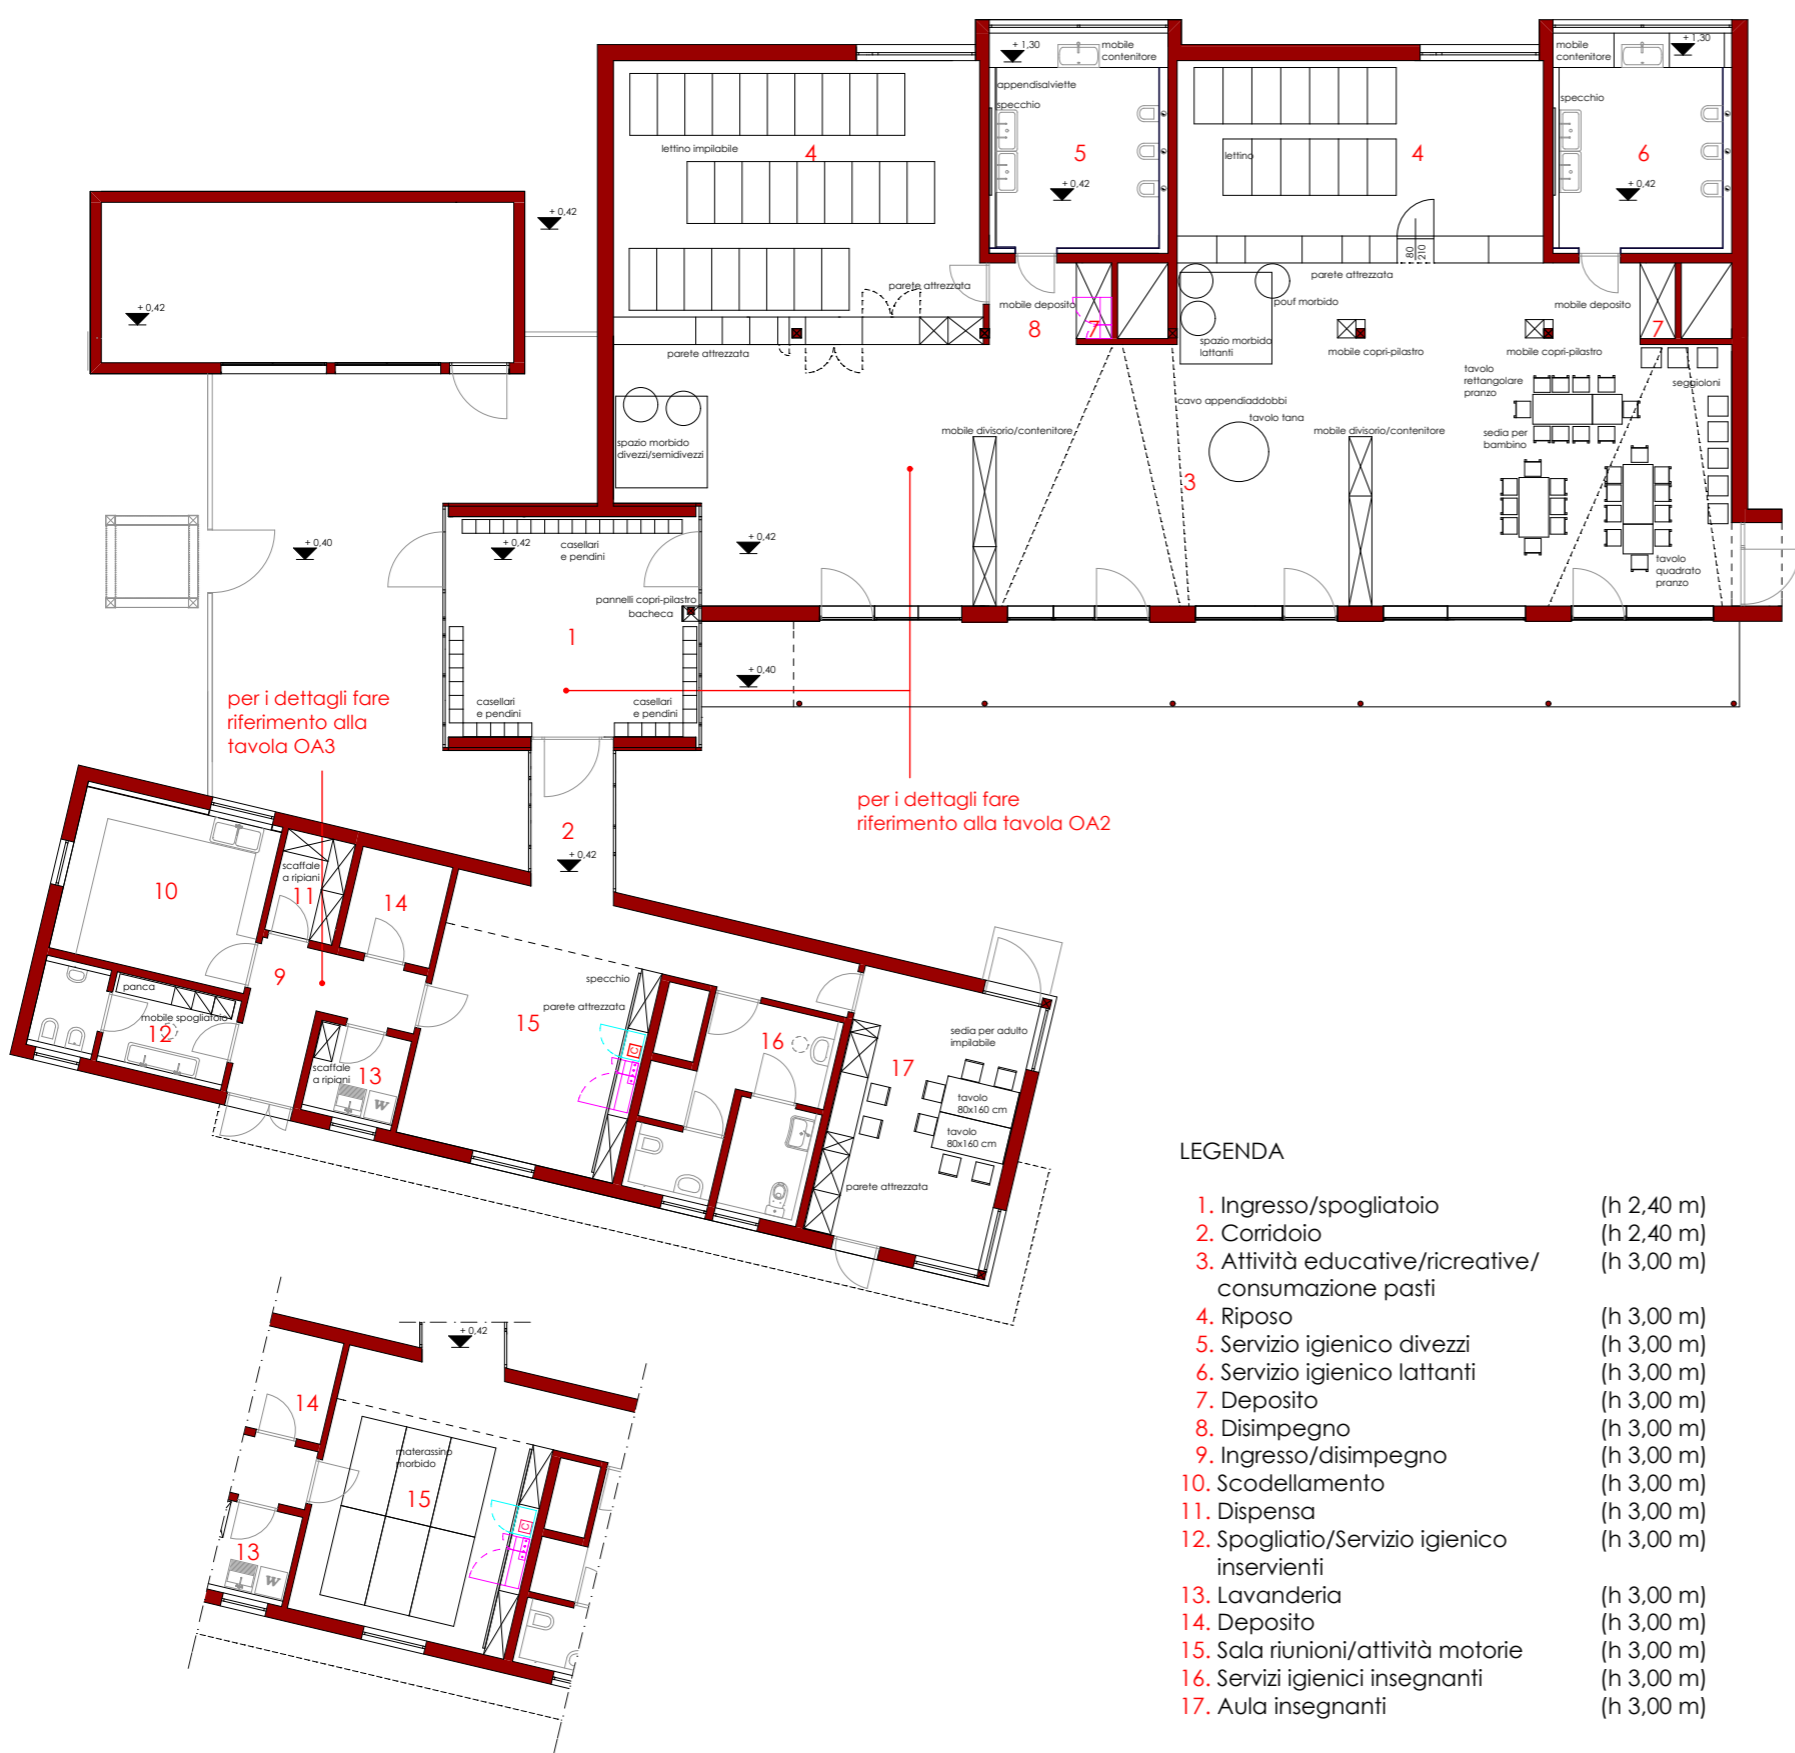 + 1,30
mobile
contenitore
appendisalviette
specchio
5
+ 0,42
mobile
contenitore
+ 1,30
specchio
6
+ 0,42
lettino impilabile
4
lettino
4
80
210
+ 0,42
+ 0,42
parete attrezzata
parete attrezzata
mobile deposito
8
7
parete attrezzata
pouf morbido
spazio morbido
lattanti
mobile copri-pilastro
mobile deposito
7
mobile copri-pilastro
spazio morbido
divezzi/semidivezzi
mobile divisorio/contenitore
cavo appendiaddobbi
tavolo tana
3
mobile divisorio/contenitore
tavolo
rettangolare
pranzo
seggioloni
sedia per
bambino
tavolo
quadrato
pranzo
+ 0,40
+ 0,42
casellari
e pendini
+ 0,42
pannelli copri-pilastro
bacheca
1
+ 0,40
casellari
e pendini
casellari
e pendini
per i dettagli fare
riferimento alla
tavola OA3
per i dettagli fare
riferimento alla tavola OA2
2
+ 0,42
10
scaffale
a ripiani
11
14
9
panca
mobile spogliatoio
12
scaffale
a ripiani
13
W
specchio
parete attrezzata
15
C
16
17
sedia per adulto
impilabile
tavolo
80x160 cm
tavolo
80x160 cm
parete attrezzata
+ 0,42
14
materassino
morbido
15
C
13
W
LEGENDA
1. Ingresso/spogliatoio (h 2,40 m)
2. Corridoio (h 2,40 m)
3. Attività educative/ricreative/ (h 3,00 m)
consumazione pasti
4. Riposo (h 3,00 m)
5. Servizio igienico divezzi (h 3,00 m)
6. Servizio igienico lattanti (h 3,00 m)
7. Deposito (h 3,00 m)
8. Disimpegno (h 3,00 m)
9. Ingresso/disimpegno (h 3,00 m)
10. Scodellamento (h 3,00 m)
11. Dispensa (h 3,00 m)
12. Spogliatio/Servizio igienico (h 3,00 m)
inservienti
13. Lavanderia (h 3,00 m)
14. Deposito (h 3,00 m)
15. Sala riunioni/attività motorie (h 3,00 m)
16. Servizi igienici insegnanti (h 3,00 m)
17. Aula insegnanti (h 3,00 m)